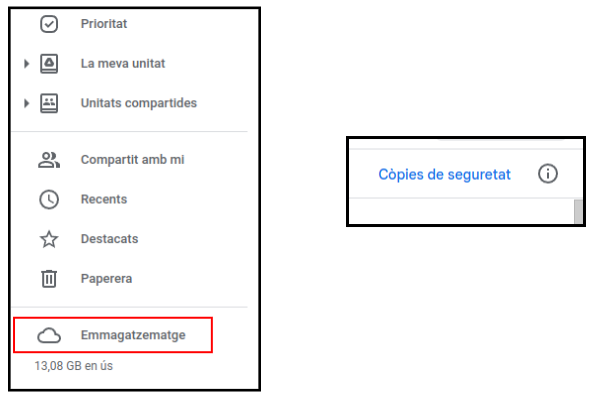 Prioritat
La meva unitat
Unitats compartides
Compartit amb mi
Recents
Destacats
Paperera
Emmagatzematge
13,08 GB en ús
Còpies de seguretat